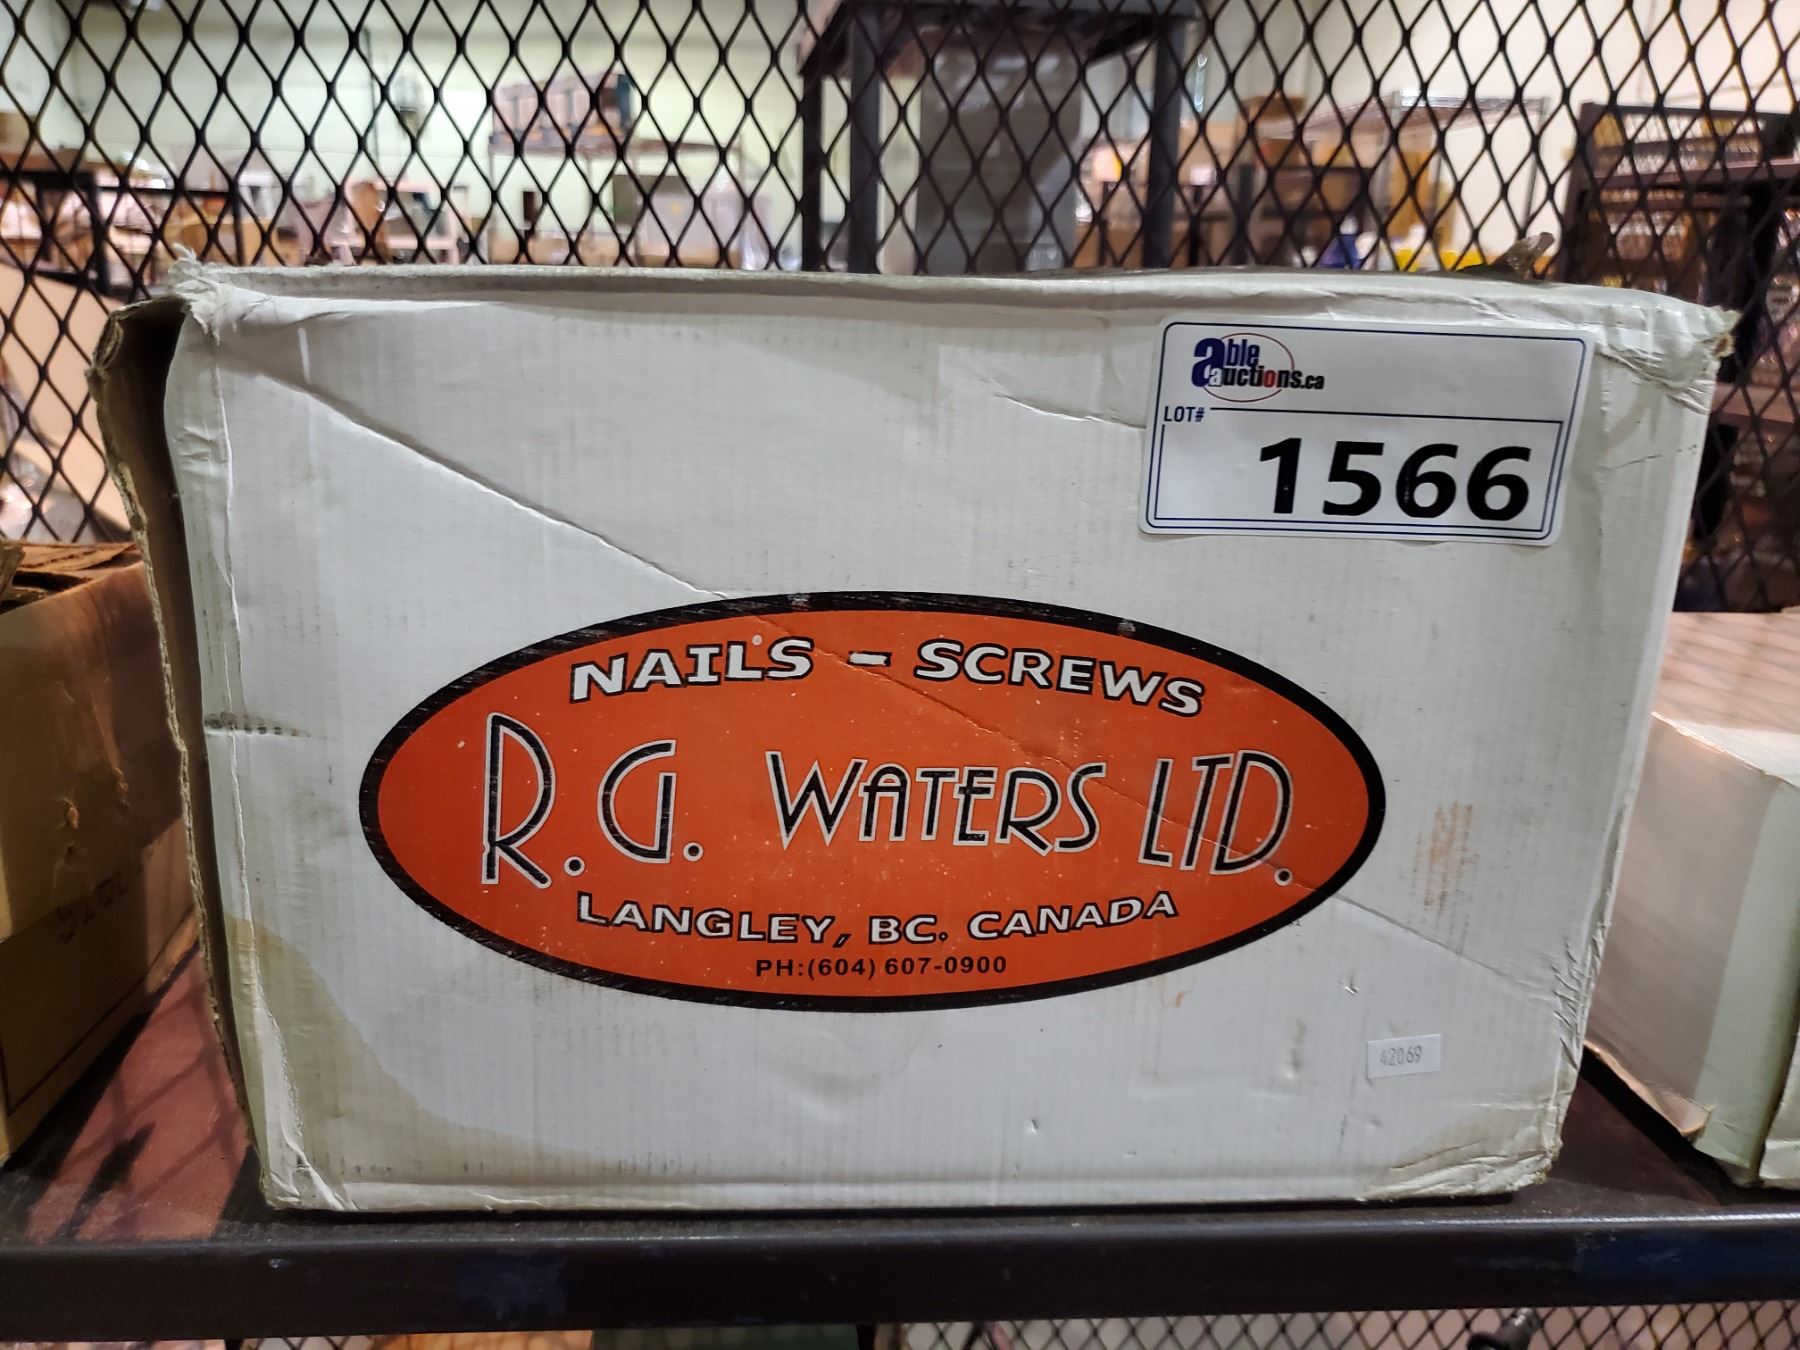 able
auctions.ca
LOT#
1566
NAILS - SCREWS
R.G. WATERS LTD.
LANGLEY, BC. CANADA
PH:(604) 607-0900
42069